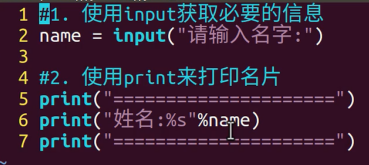 1 #1. 使用input获取必要的信息
2 name = input("请输入名字:")
3
4 #2. 使用print来打印名片
5 print("=====================")
6 print("姓名:%s"%name)
7 print("=====================")
~